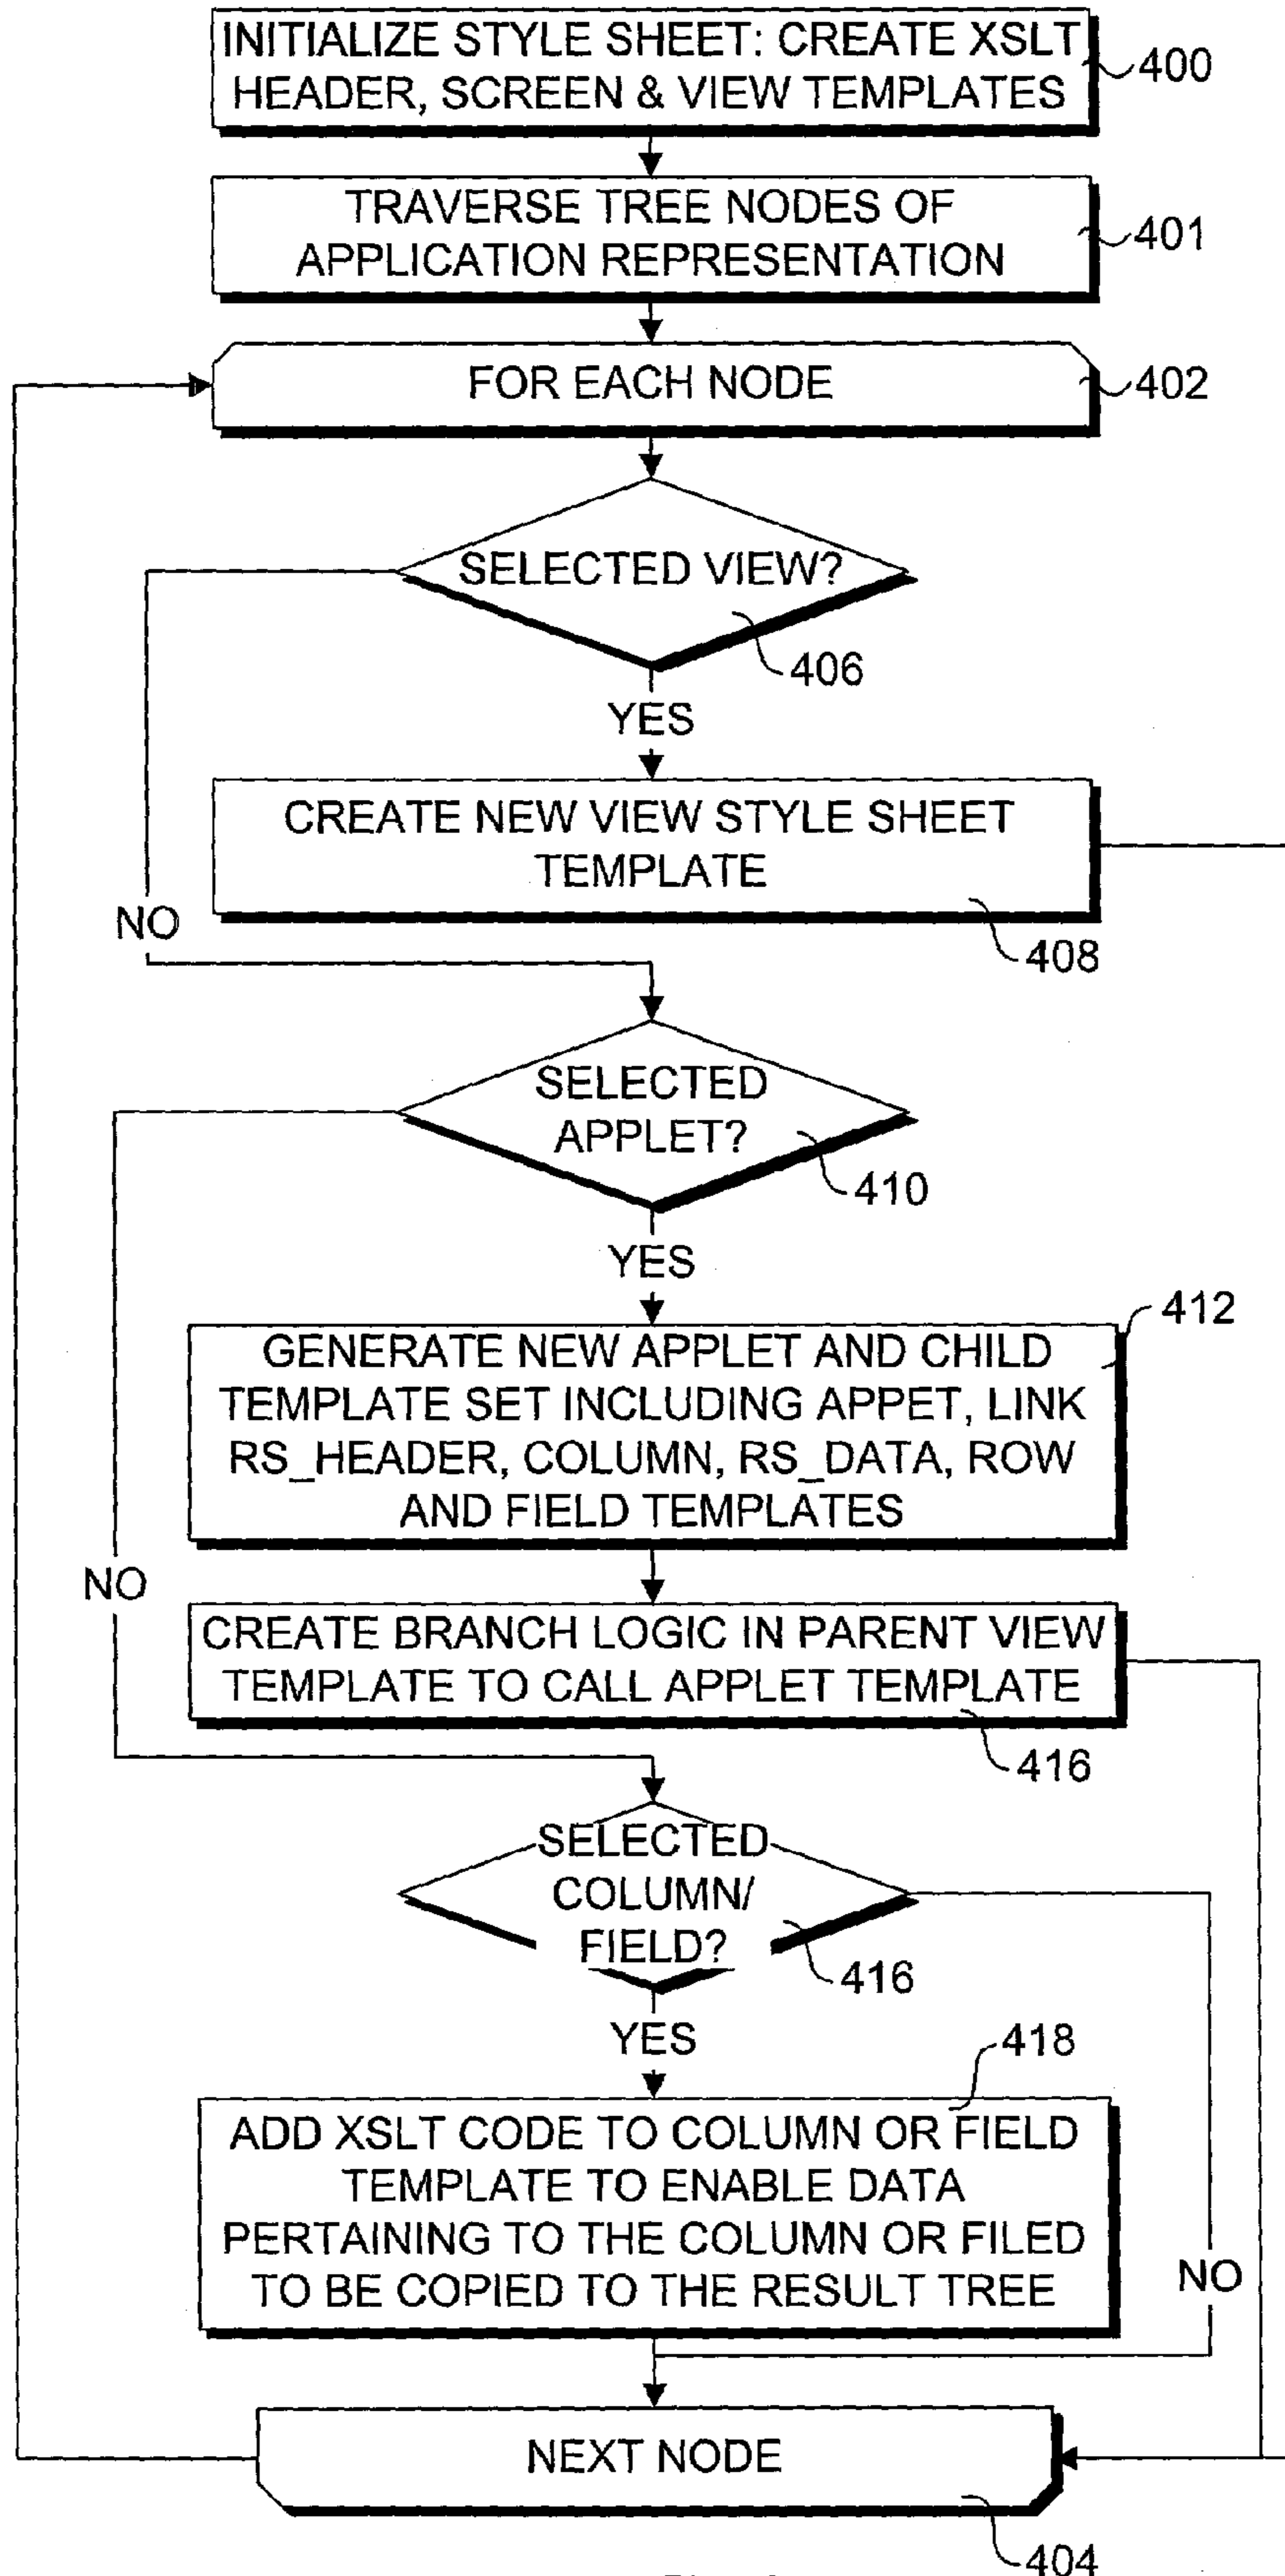 INITIALIZE STYLE SHEET: CREATE XSLT
HEADER, SCREEN & VIEW TEMPLATES
400
TRAVERSE TREE NODES OF
APPLICATION REPRESENTATION
401
FOR EACH NODE
402
SELECTED VIEW?
406
YES
CREATE NEW VIEW STYLE SHEET
TEMPLATE
NO
408
SELECTED
APPLET?
410
YES
412
GENERATE NEW APPLET AND CHILD
TEMPLATE SET INCLUDING APPET, LINK
RS_HEADER, COLUMN, RS_DATA, ROW
AND FIELD TEMPLATES
NO
CREATE BRANCH LOGIC IN PARENT VIEW
TEMPLATE TO CALL APPLET TEMPLATE
416
SELECTED
COLUMN/
FIELD?
416
YES
418
ADD XSLT CODE TO COLUMN OR FIELD
TEMPLATE TO ENABLE DATA
PERTAINING TO THE COLUMN OR FILED
TO BE COPIED TO THE RESULT TREE
NO
NEXT NODE
404